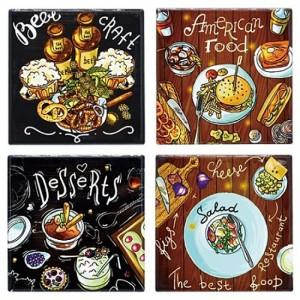 Beer
CRAFT
AmeRican
Food
Desserts
Cheese
Salad
figs
Restaurant
The best food